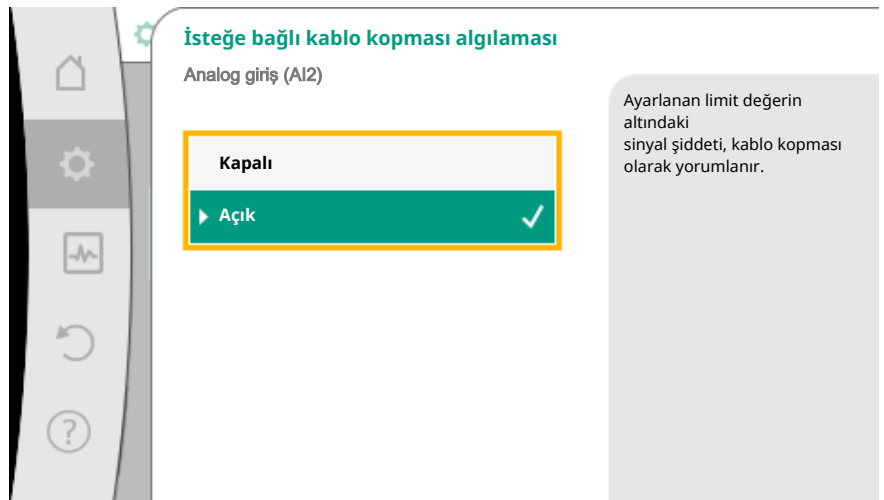 İsteğe bağlı kablo kopması algılaması
Analog giriş (AI2)
Kapalı
Açık
Ayarlanan limit değerin
altındaki
sinyal şiddeti, kablo kopması
olarak yorumlanır.
?